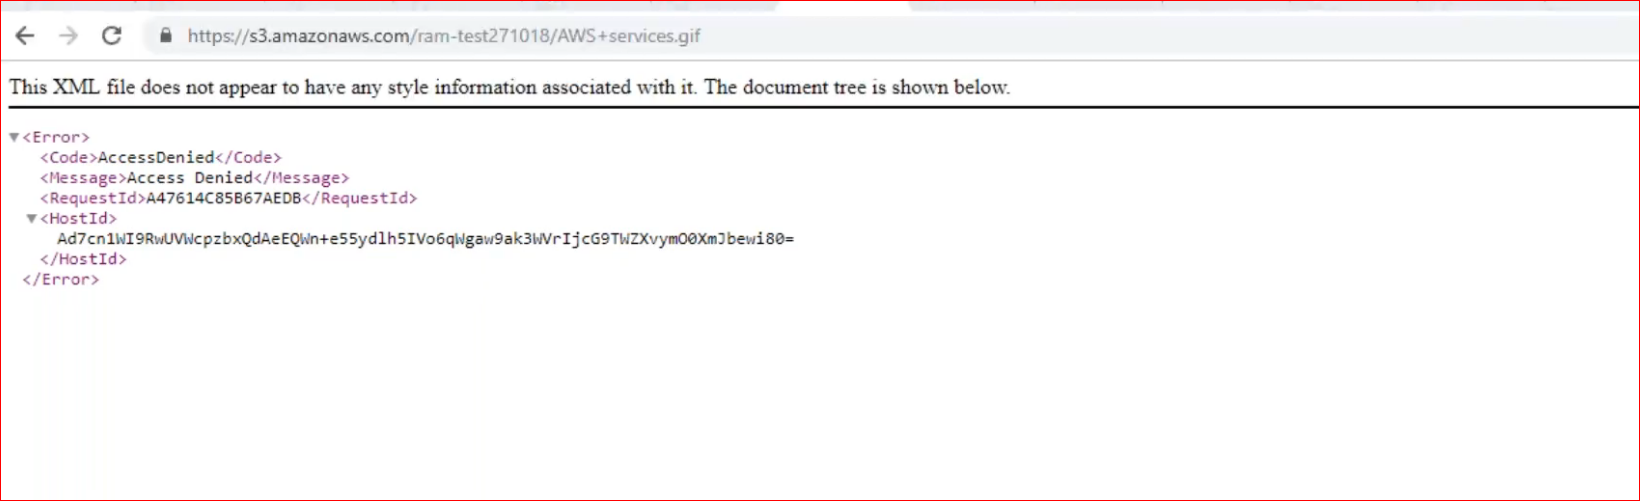 https://s3.amazonaws.com/ram-test271018/AWS+services.gif
This XML file does not appear to have any style information associated with it. The document tree is shown below.
▼<Error>
<Code>AccessDenied</Code>
<Message>Access Denied</Message>
<RequestId>A47614C85B67AEDB</RequestId>
▼<HostId>
Ad7cn1WI9RwUVWcpzbxQdAeEQWn+e55ydlh5IVo6qWgaw9ak3WVrIjcG9TWZXvymO0XmJbewi80=
</HostId>
</Error>